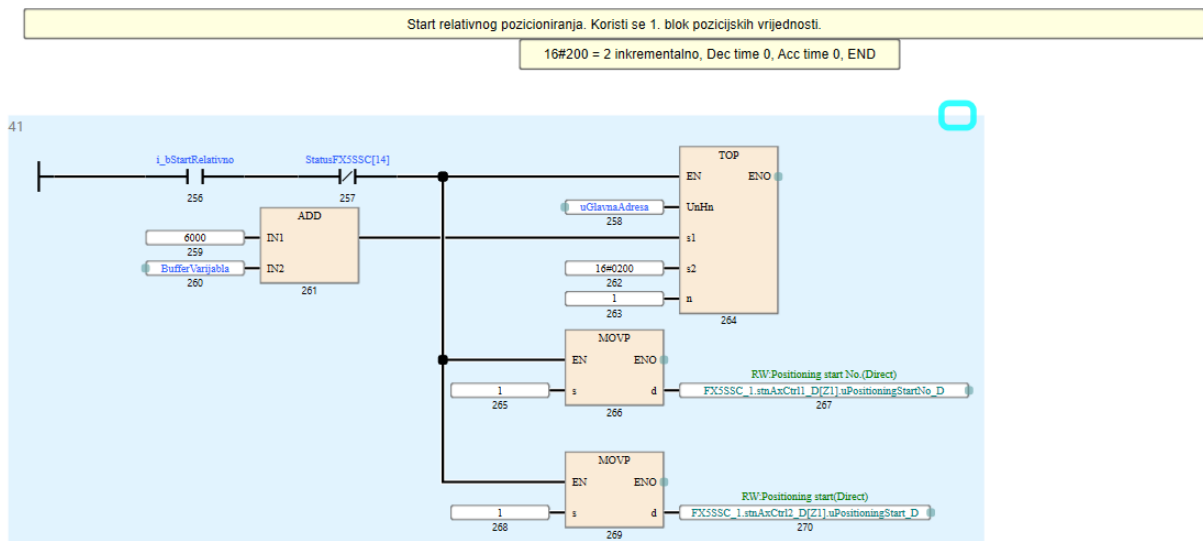 Start relativnog pozicioniranja. Koristi se 1. blok pozicijskih vrijednosti.
16#200 = 2 inkrementalno, Dec time 0, Acc time 0, END
41
i_bStartRelativno
StatusFX5SSC[14]
256
257
TOP
EN
ENO
uGlavnaAdresa
UnHn
258
ADD
6000
IN1
s1
259
BufferVarijabla
IN2
16#0200
s2
260
261
262
1
n
263
264
MOVP
EN
ENO
RW:Positioning start No.(Direct)
1
s
d
FX5SSC_1.stnAxCtrl1_D[Z1].uPositioningStartNo_D
265
266
267
MOVP
EN
ENO
RW:Positioning start(Direct)
1
s
d
FX5SSC_1.stnAxCtrl2_D[Z1].uPositioningStart_D
268
269
270